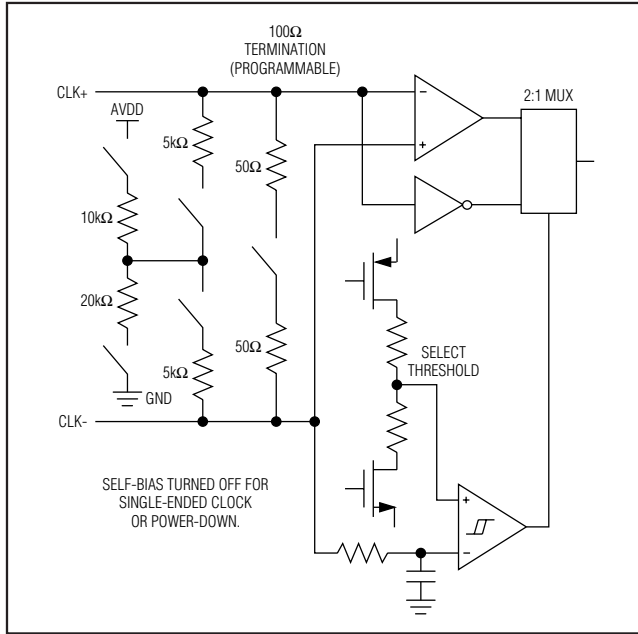 100Ω
TERMINATION
(PROGRAMMABLE)
2:1 MUX
CLK+
AVDD
5kΩ
50Ω
10kΩ
20kΩ
50Ω
5kΩ
SELECT
THRESHOLD
GND
CLK-
SELF-BIAS TURNED OFF FOR
SINGLE-ENDED CLOCK
OR POWER-DOWN.
−
+
+
−